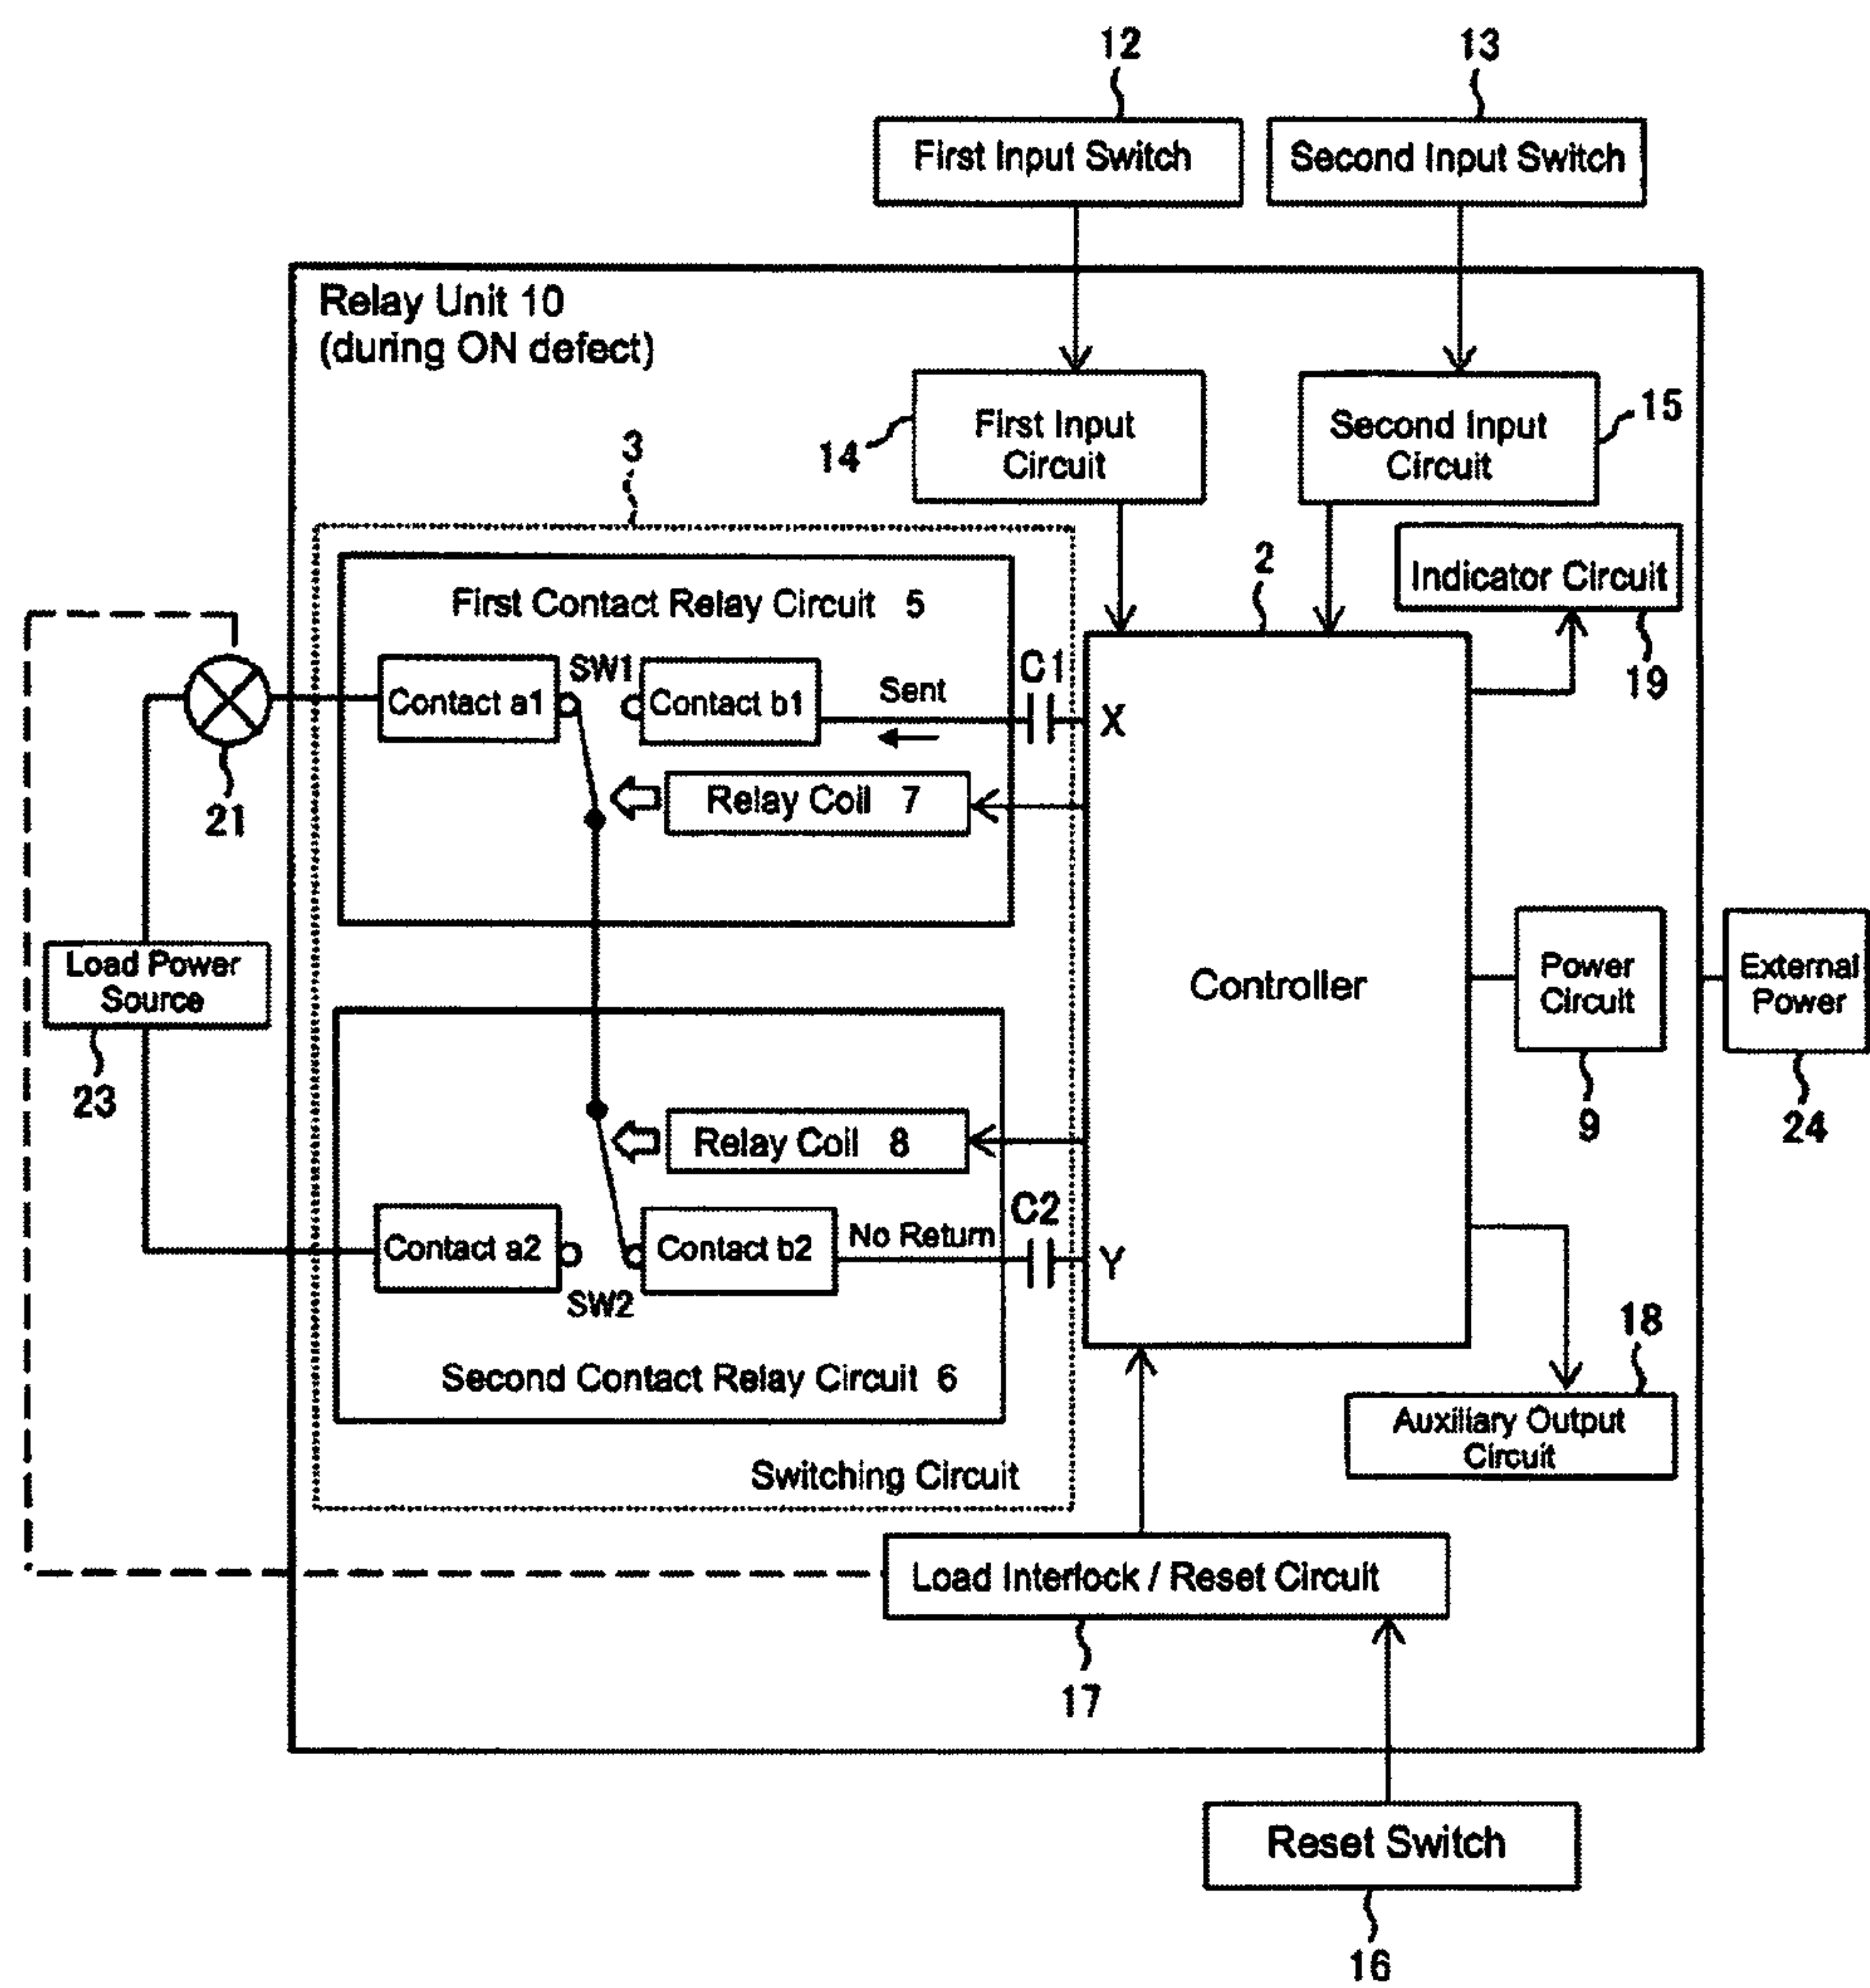 12
13
First Input Switch
Second Input Switch
Relay Unit 10
(during ON defect)
14
First Input
Circuit
Second Input
Circuit
15
3
2
Indicator Circuit
19
First Contact Relay Circuit 5
Contact a1
SW1
Contact b1
Sent
C1
X
Relay Coil 7
21
Load Power
Source
23
Controller
Power
Circuit
9
External
Power
24
Relay Coil 8
Contact a2
SW2
Contact b2
No Return
C2
Y
Second Contact Relay Circuit 6
Switching Circuit
18
Auxiliary Output
Circuit
Load Interlock / Reset Circuit
17
Reset Switch
16